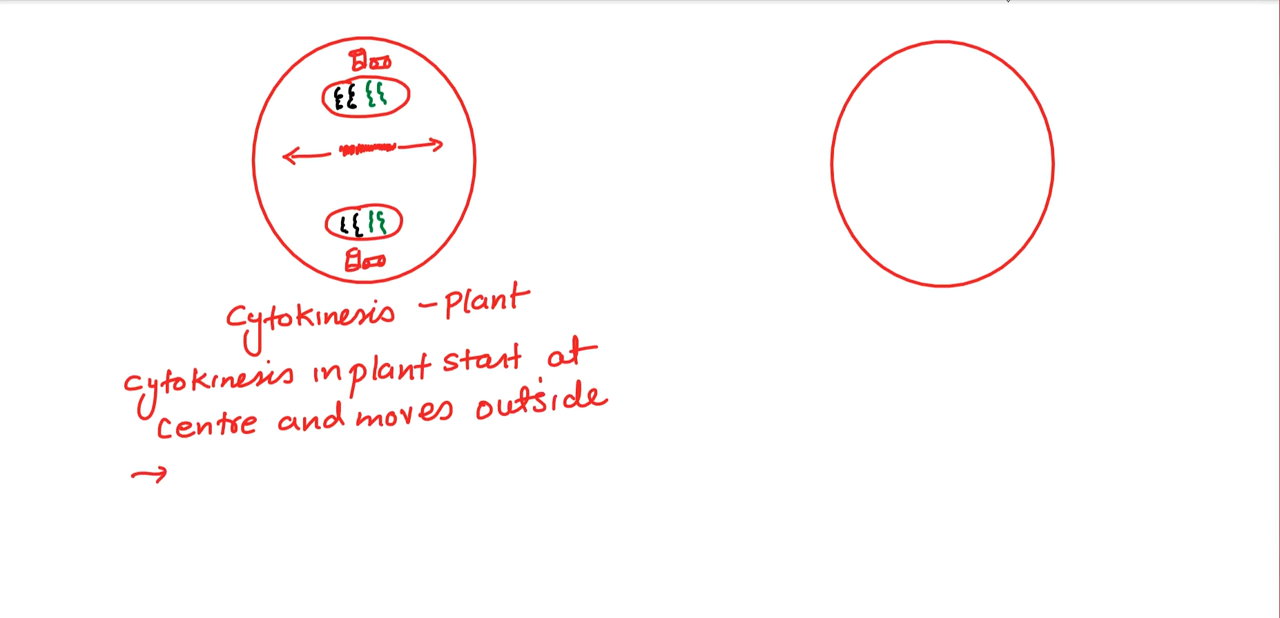 Cytokinesis - Plant
Cytokinesis in plant start at
centre and moves outside
→